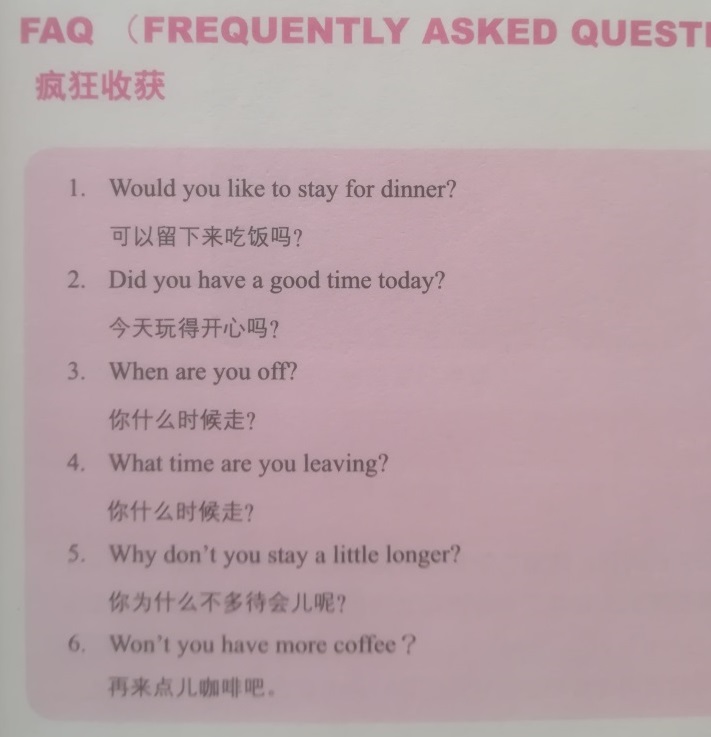 FAQ （FREQUENTLY ASKED QUESTI
疯狂收获
1. Would you like to stay for dinner?
可以留下来吃饭吗?
2. Did you have a good time today?
今天玩得开心吗?
3. When are you off?
你什么时候走?
4. What time are you leaving?
你什么时候走?
5. Why don't you stay a little longer?
你为什么不多待会儿呢?
6. Won't you have more coffee？
再来点儿咖啡吧。